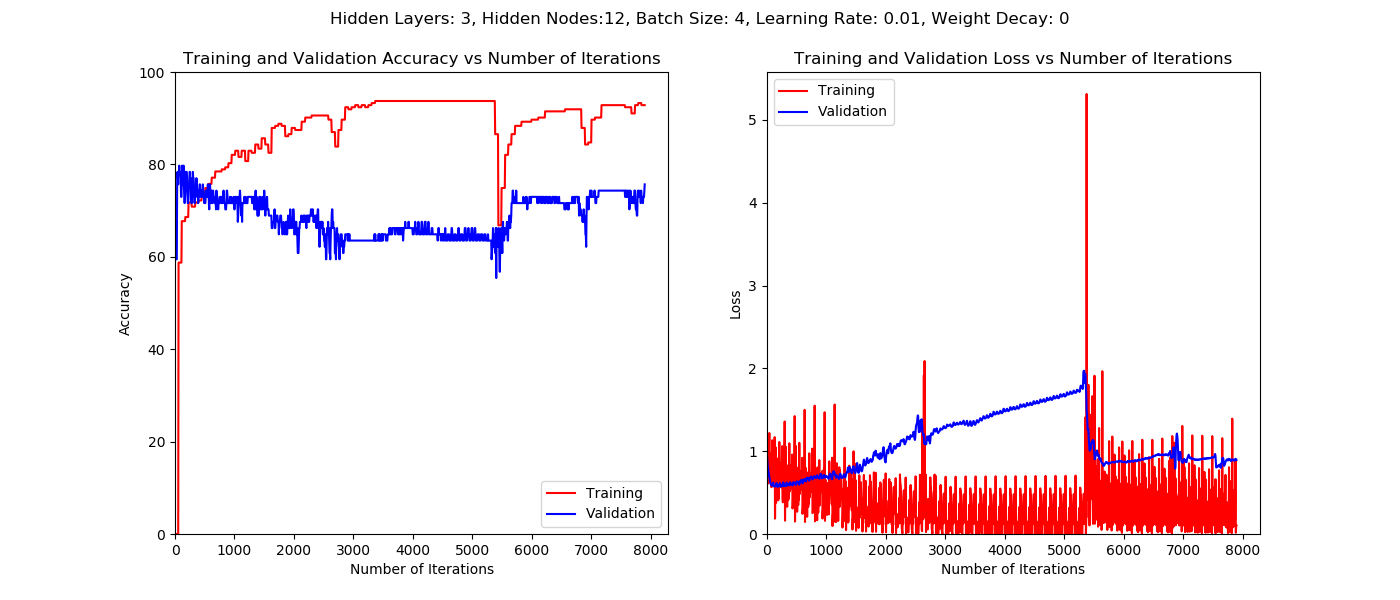 Hidden Layers: 3, Hidden Nodes:12, Batch Size: 4, Learning Rate: 0.01, Weight Decay: 0
Training and Validation Accuracy vs Number of Iterations
100
80
60
40
20
0
Accuracy
Training
Validation
0 1000 2000 3000 4000 5000 6000 7000 8000
Number of Iterations
Training and Validation Loss vs Number of Iterations
Training
Validation
5
4
3
2
1
0
Loss
0 1000 2000 3000 4000 5000 6000 7000 8000
Number of Iterations